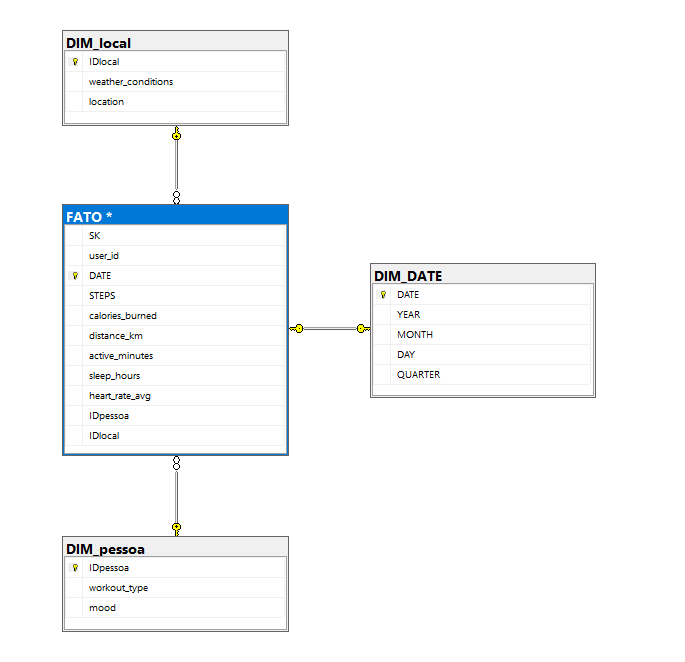 DIM_local
IDlocal
weather_conditions
location
FATO *
SK
user_id
DATE
STEPS
calories_burned
distance_km
active_minutes
sleep_hours
heart_rate_avg
IDpessoa
IDlocal
DIM_DATE
DATE
YEAR
MONTH
DAY
QUARTER
DIM_pessoa
IDpessoa
workout_type
mood